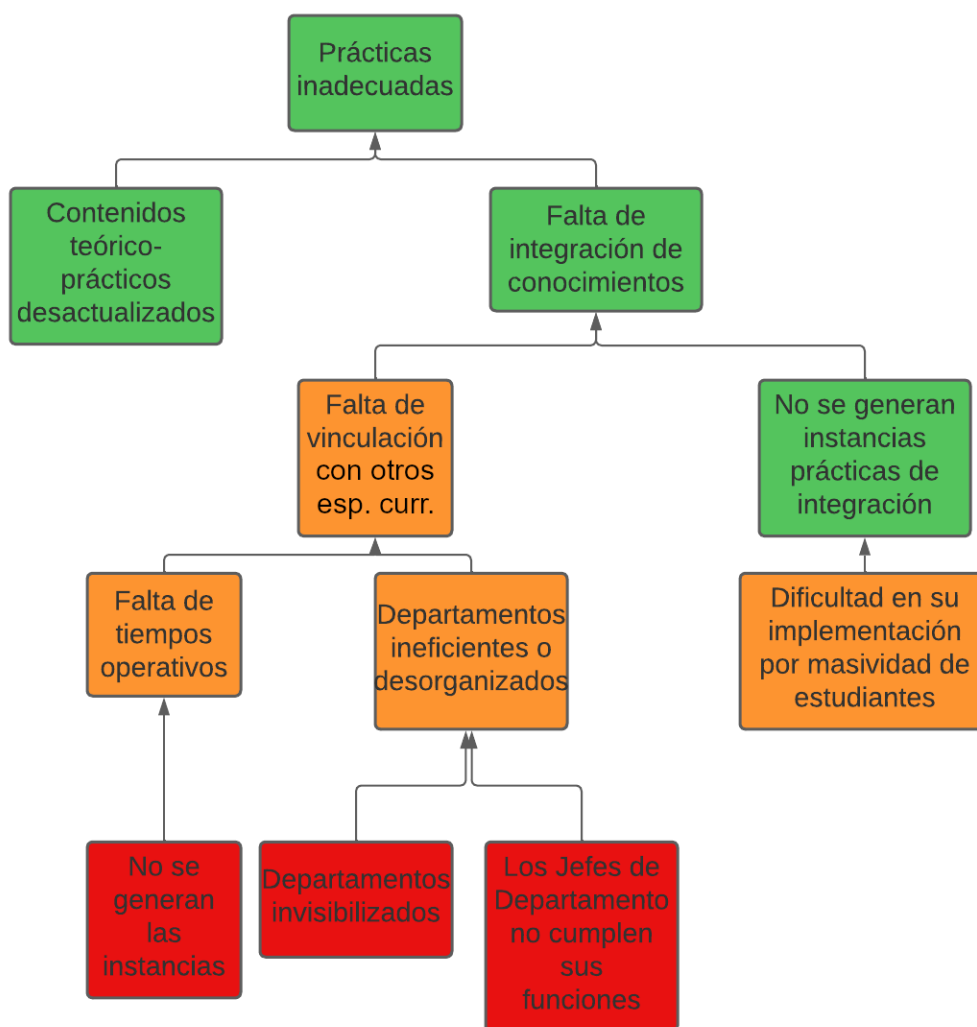 Prácticas
inadecuadas
Contenidos
teórico-
prácticos
desactualizados
Falta de
integración de
conocimientos
Falta de
vinculación
con otros
esp. curr.
No se generan
instancias
prácticas de
integración
Falta de
tiempos
operativos
Departamentos
ineficientes o
desorganizados
Dificultad en su
implementación
por masividad de
estudiantes
No se
generan
las
instancias
Departamentos
invisibilizados
Los Jefes de
Departamento
no cumplen
sus
funciones